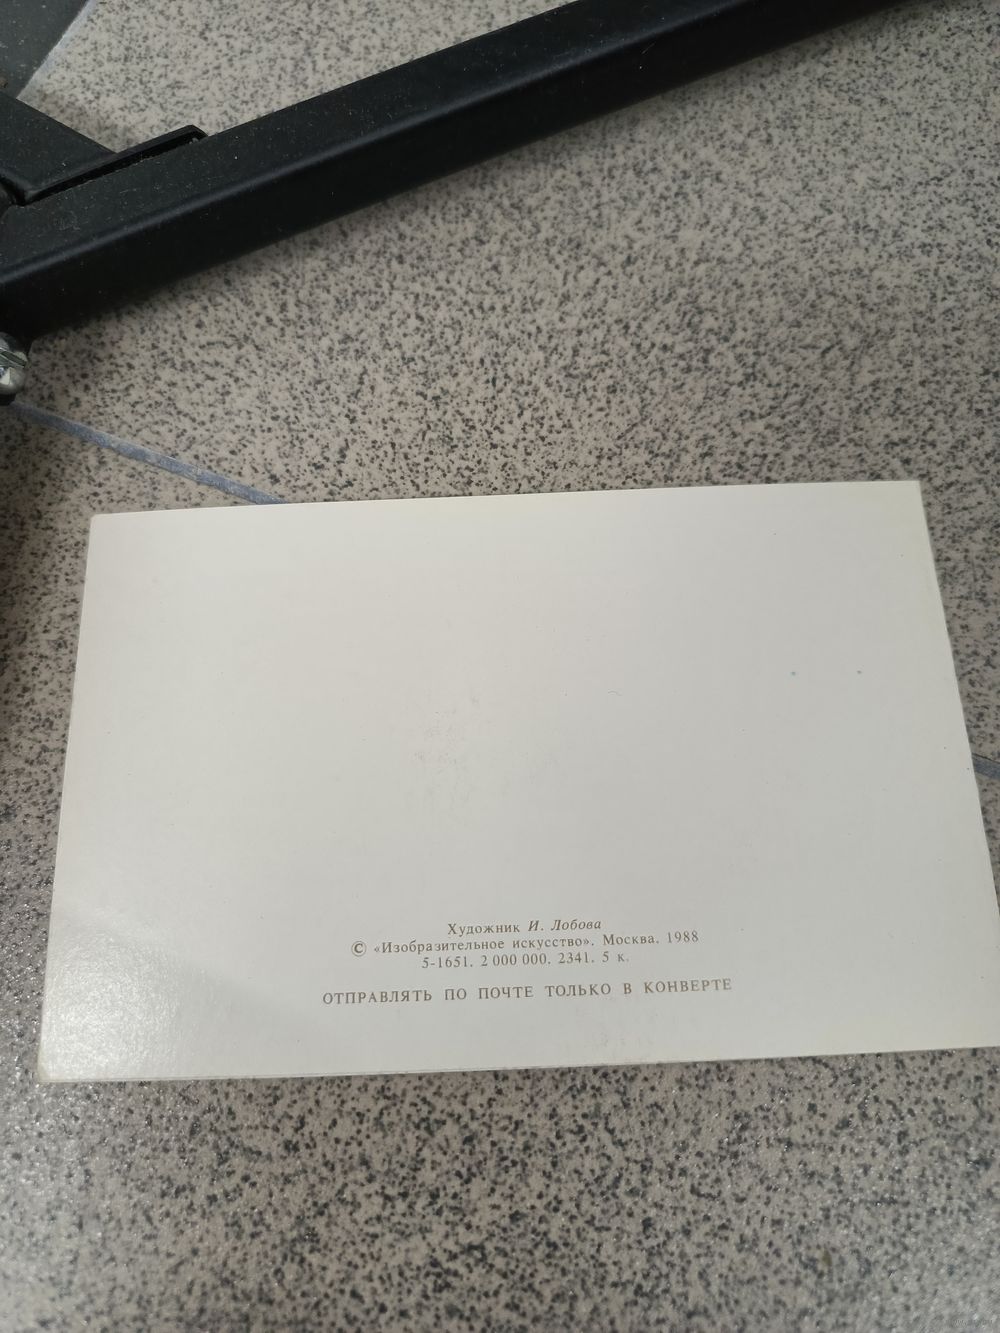 Художник И. Лобова
© «Изобразительное искусство». Москва. 1988
5-1651. 2 000 000. 2341. 5 к.
ОТПРАВЛЯТЬ ПО ПОЧТЕ ТОЛЬКО В КОНВЕРТЕ